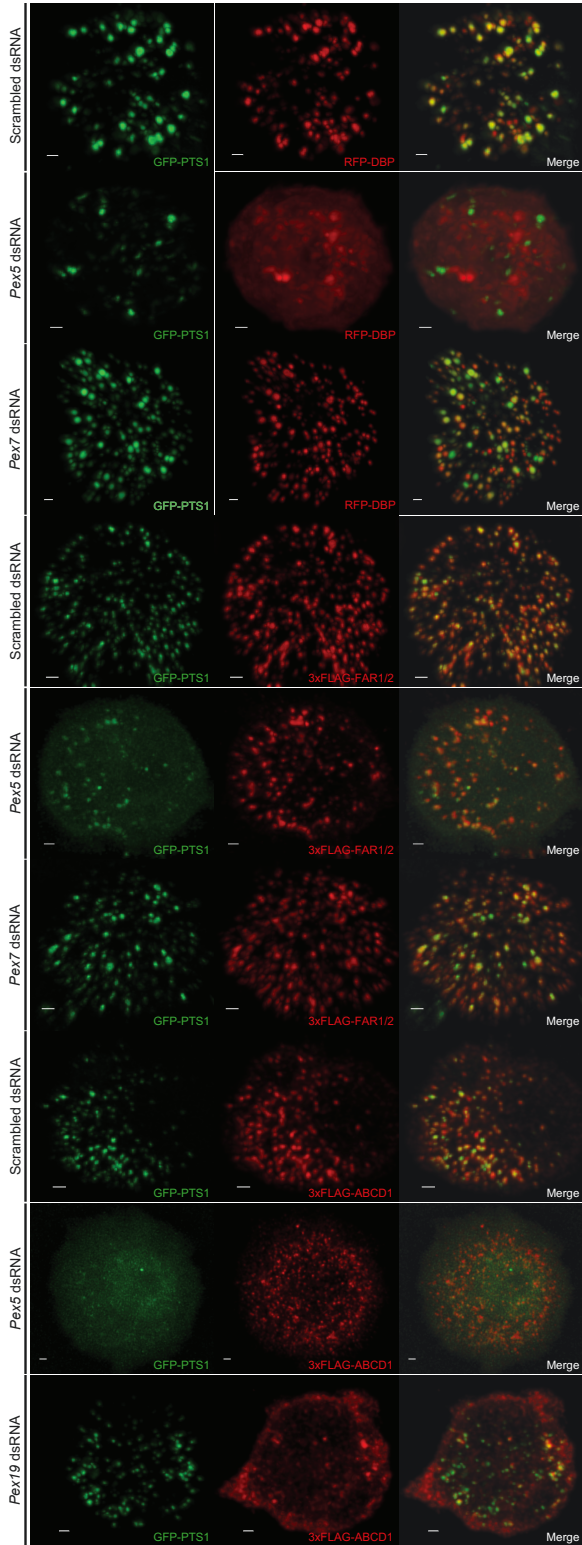 Scrambled dsRNA
GFP-PTS1
RFP-DBP
Merge
Pex5 dsRNA
GFP-PTS1
RFP-DBP
Merge
Pex7 dsRNA
GFP-PTS1
RFP-DBP
Merge
Scrambled dsRNA
GFP-PTS1
3xFLAG-FAR1/2
Merge
Pex5 dsRNA
GFP-PTS1
3xFLAG-FAR1/2
Merge
Pex7 dsRNA
GFP-PTS1
3xFLAG-FAR1/2
Merge
Scrambled dsRNA
GFP-PTS1
3xFLAG-ABCD1
Merge
Pex5 dsRNA
GFP-PTS1
3xFLAG-ABCD1
Merge
Pex19 dsRNA
GFP-PTS1
3xFLAG-ABCD1
Merge